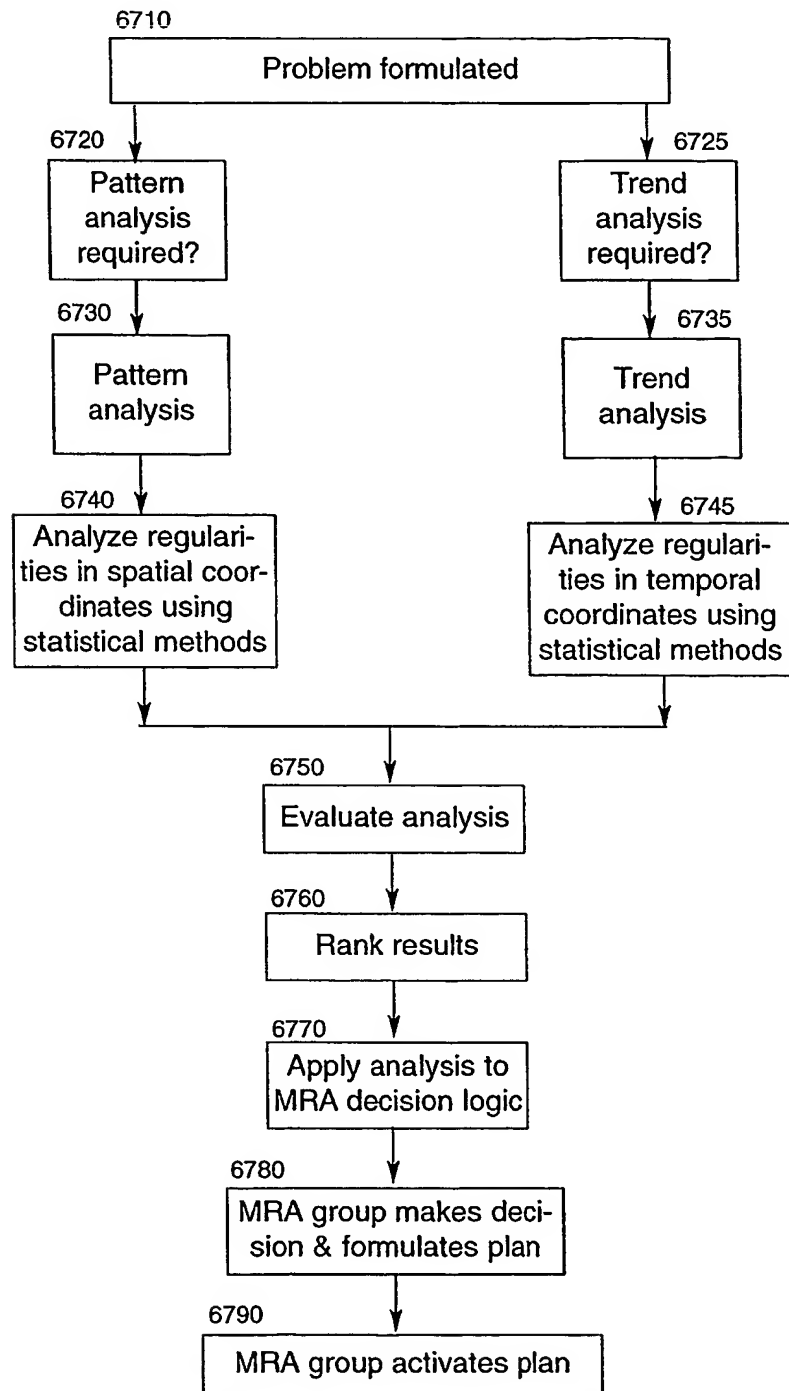 6710
Problem formulated
6720
Pattern
analysis
required?
6725
Trend
analysis
required?
6730
Pattern
analysis
6735
Trend
analysis
6740
Analyze regulari-
ties in spatial coor-
dinates using
statistical methods
6745
Analyze regulari-
ties in temporal
coordinates using
statistical methods
6750
Evaluate analysis
6760
Rank results
6770
Apply analysis to
MRA decision logic
6780
MRA group makes deci-
sion & formulates plan
6790
MRA group activates plan